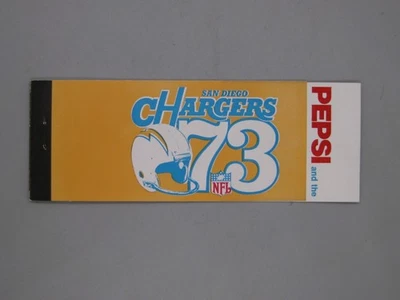 SAN DIEGO
CHARGERS
73
NFL
PEPSI
and the